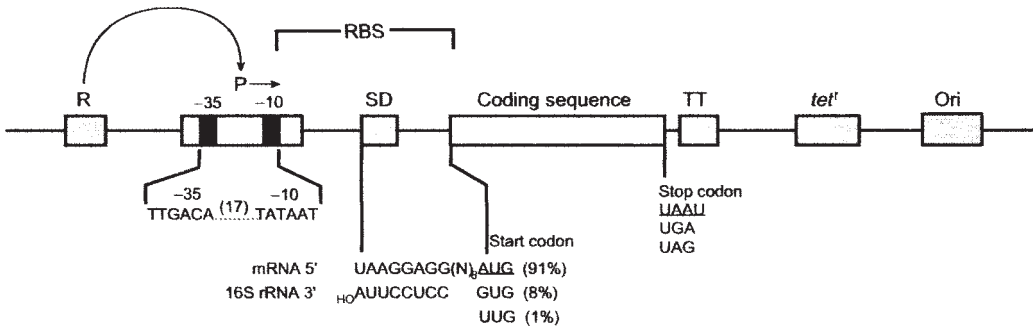 RBS
P
R
–35
–10
SD
Coding sequence
TT
tetʳ
Ori
–35
–10
TTGACA (17) TATAAT
Stop codon
UAAU
UGA
UAG
Start codon
mRNA 5' UAAGGAGG(N)₈AUG (91%)
16S rRNA 3' HOAUUCCUCC GUG (8%)
UUG (1%)